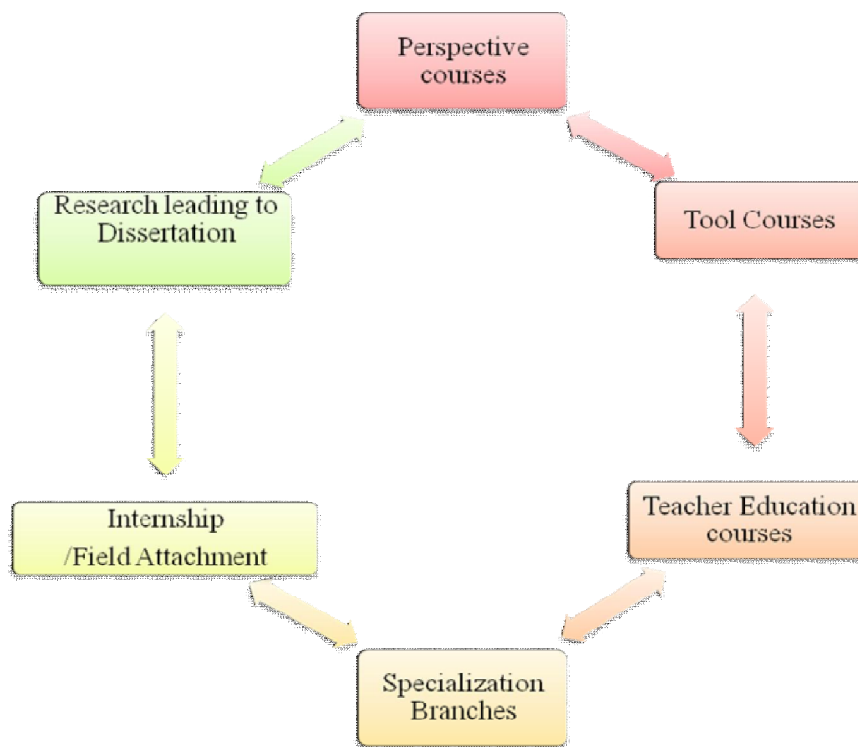 Perspective
courses
Tool Courses
Teacher Education
courses
Specialization
Branches
Internship
/Field Attachment
Research leading to
Dissertation